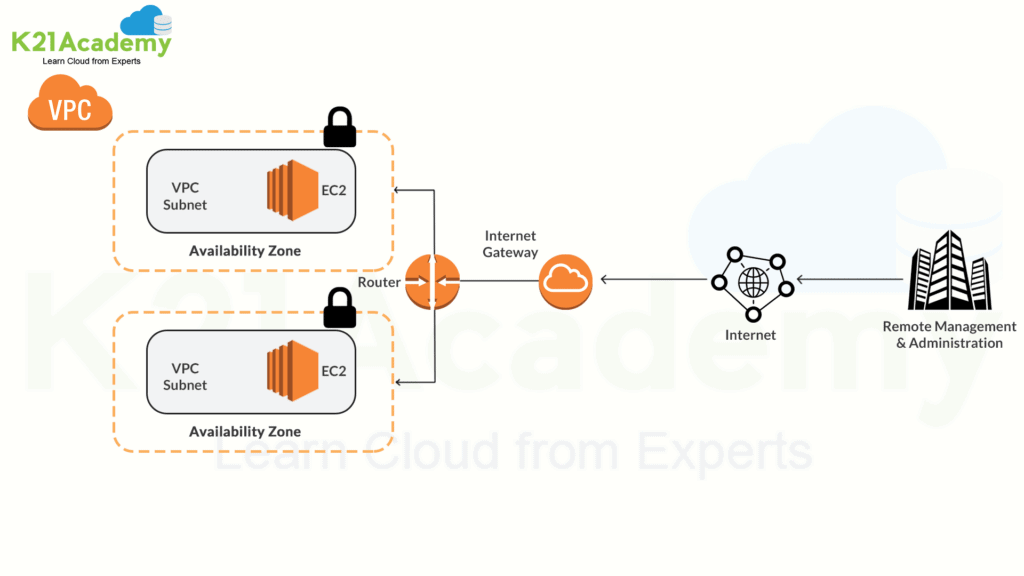 K21Academy
Learn Cloud from Experts
VPC
VPC
Subnet
EC2
Availability Zone
Router
Internet
Gateway
Internet
Remote Management
& Administration
VPC
Subnet
EC2
Availability Zone
K21Academy
Learn Cloud from Experts